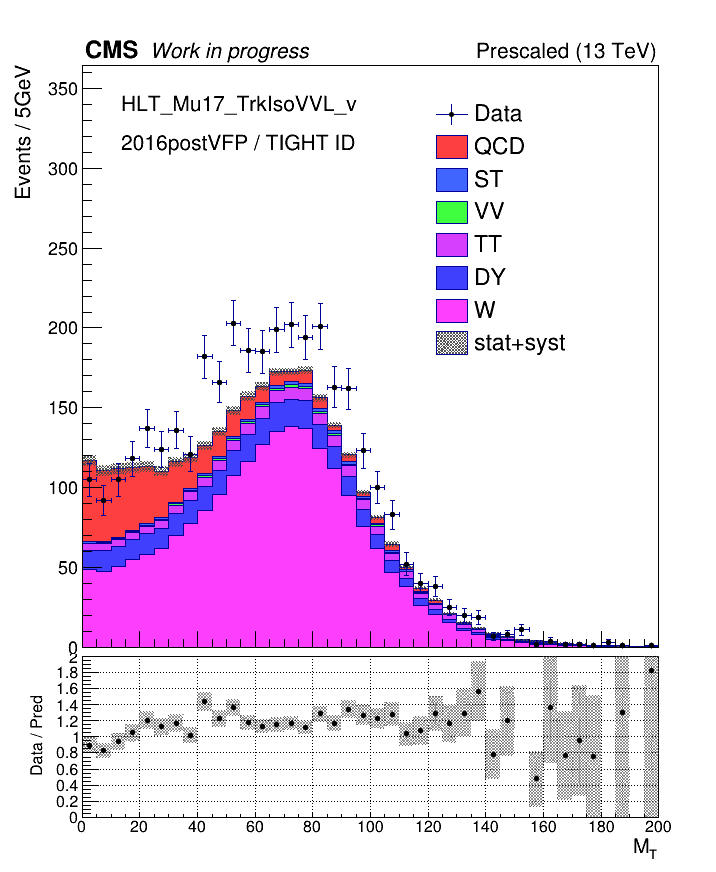 CMS Work in progress Prescaled (13 TeV)
Events / 5GeV
HLT_Mu17_TrkIsoVVL_v
2016postVFP / TIGHT ID
Data
QCD
ST
VV
TT
DY
W
stat+syst
350
300
250
200
150
100
50
0
Data / Pred
2
1.8
1.6
1.4
1.2
1
0.8
0.6
0.4
0.2
0
0 20 40 60 80 100 120 140 160 180 200
M_T